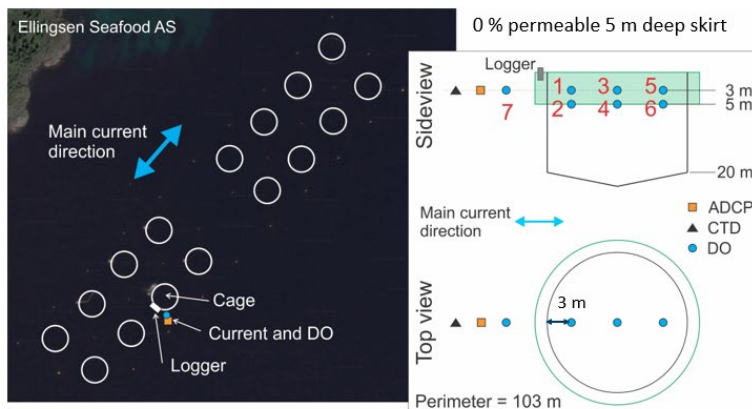 Ellingsen Seafood AS
Main current
direction
Cage
Current and DO
Logger
0 % permeable 5 m deep skirt
Sideview
Logger
1 3 5
3 m
2 4 6
5 m
7
20 m
Main current
direction
ADCP
CTD
DO
Top view
3 m
Perimeter = 103 m